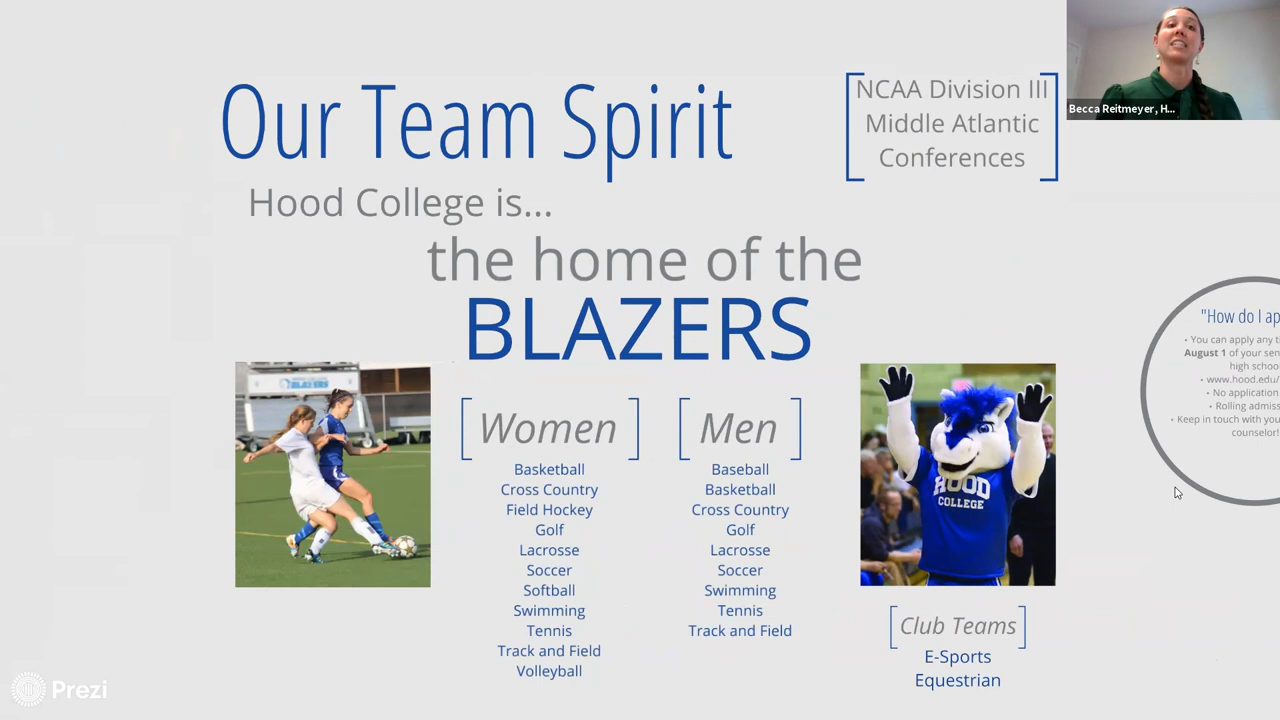 Our Team Spirit
NCAA Division III
Middle Atlantic
Conferences
Becca Reitmeyer, H...
Hood College is...
the home of the
BLAZERS
BLAZERS
Women
Basketball
Cross Country
Field Hockey
Golf
Lacrosse
Soccer
Softball
Swimming
Tennis
Track and Field
Volleyball
Men
Baseball
Basketball
Cross Country
Golf
Lacrosse
Soccer
Swimming
Tennis
Track and Field
HOOD
COLLEGE
Club Teams
E-Sports
Equestrian
"How do I ap
• You can apply any t
August 1 of your sen
high schoo
• www.hood.edu/
• No application
• Rolling admiss
• Keep in touch with you
counselor!
Prezi